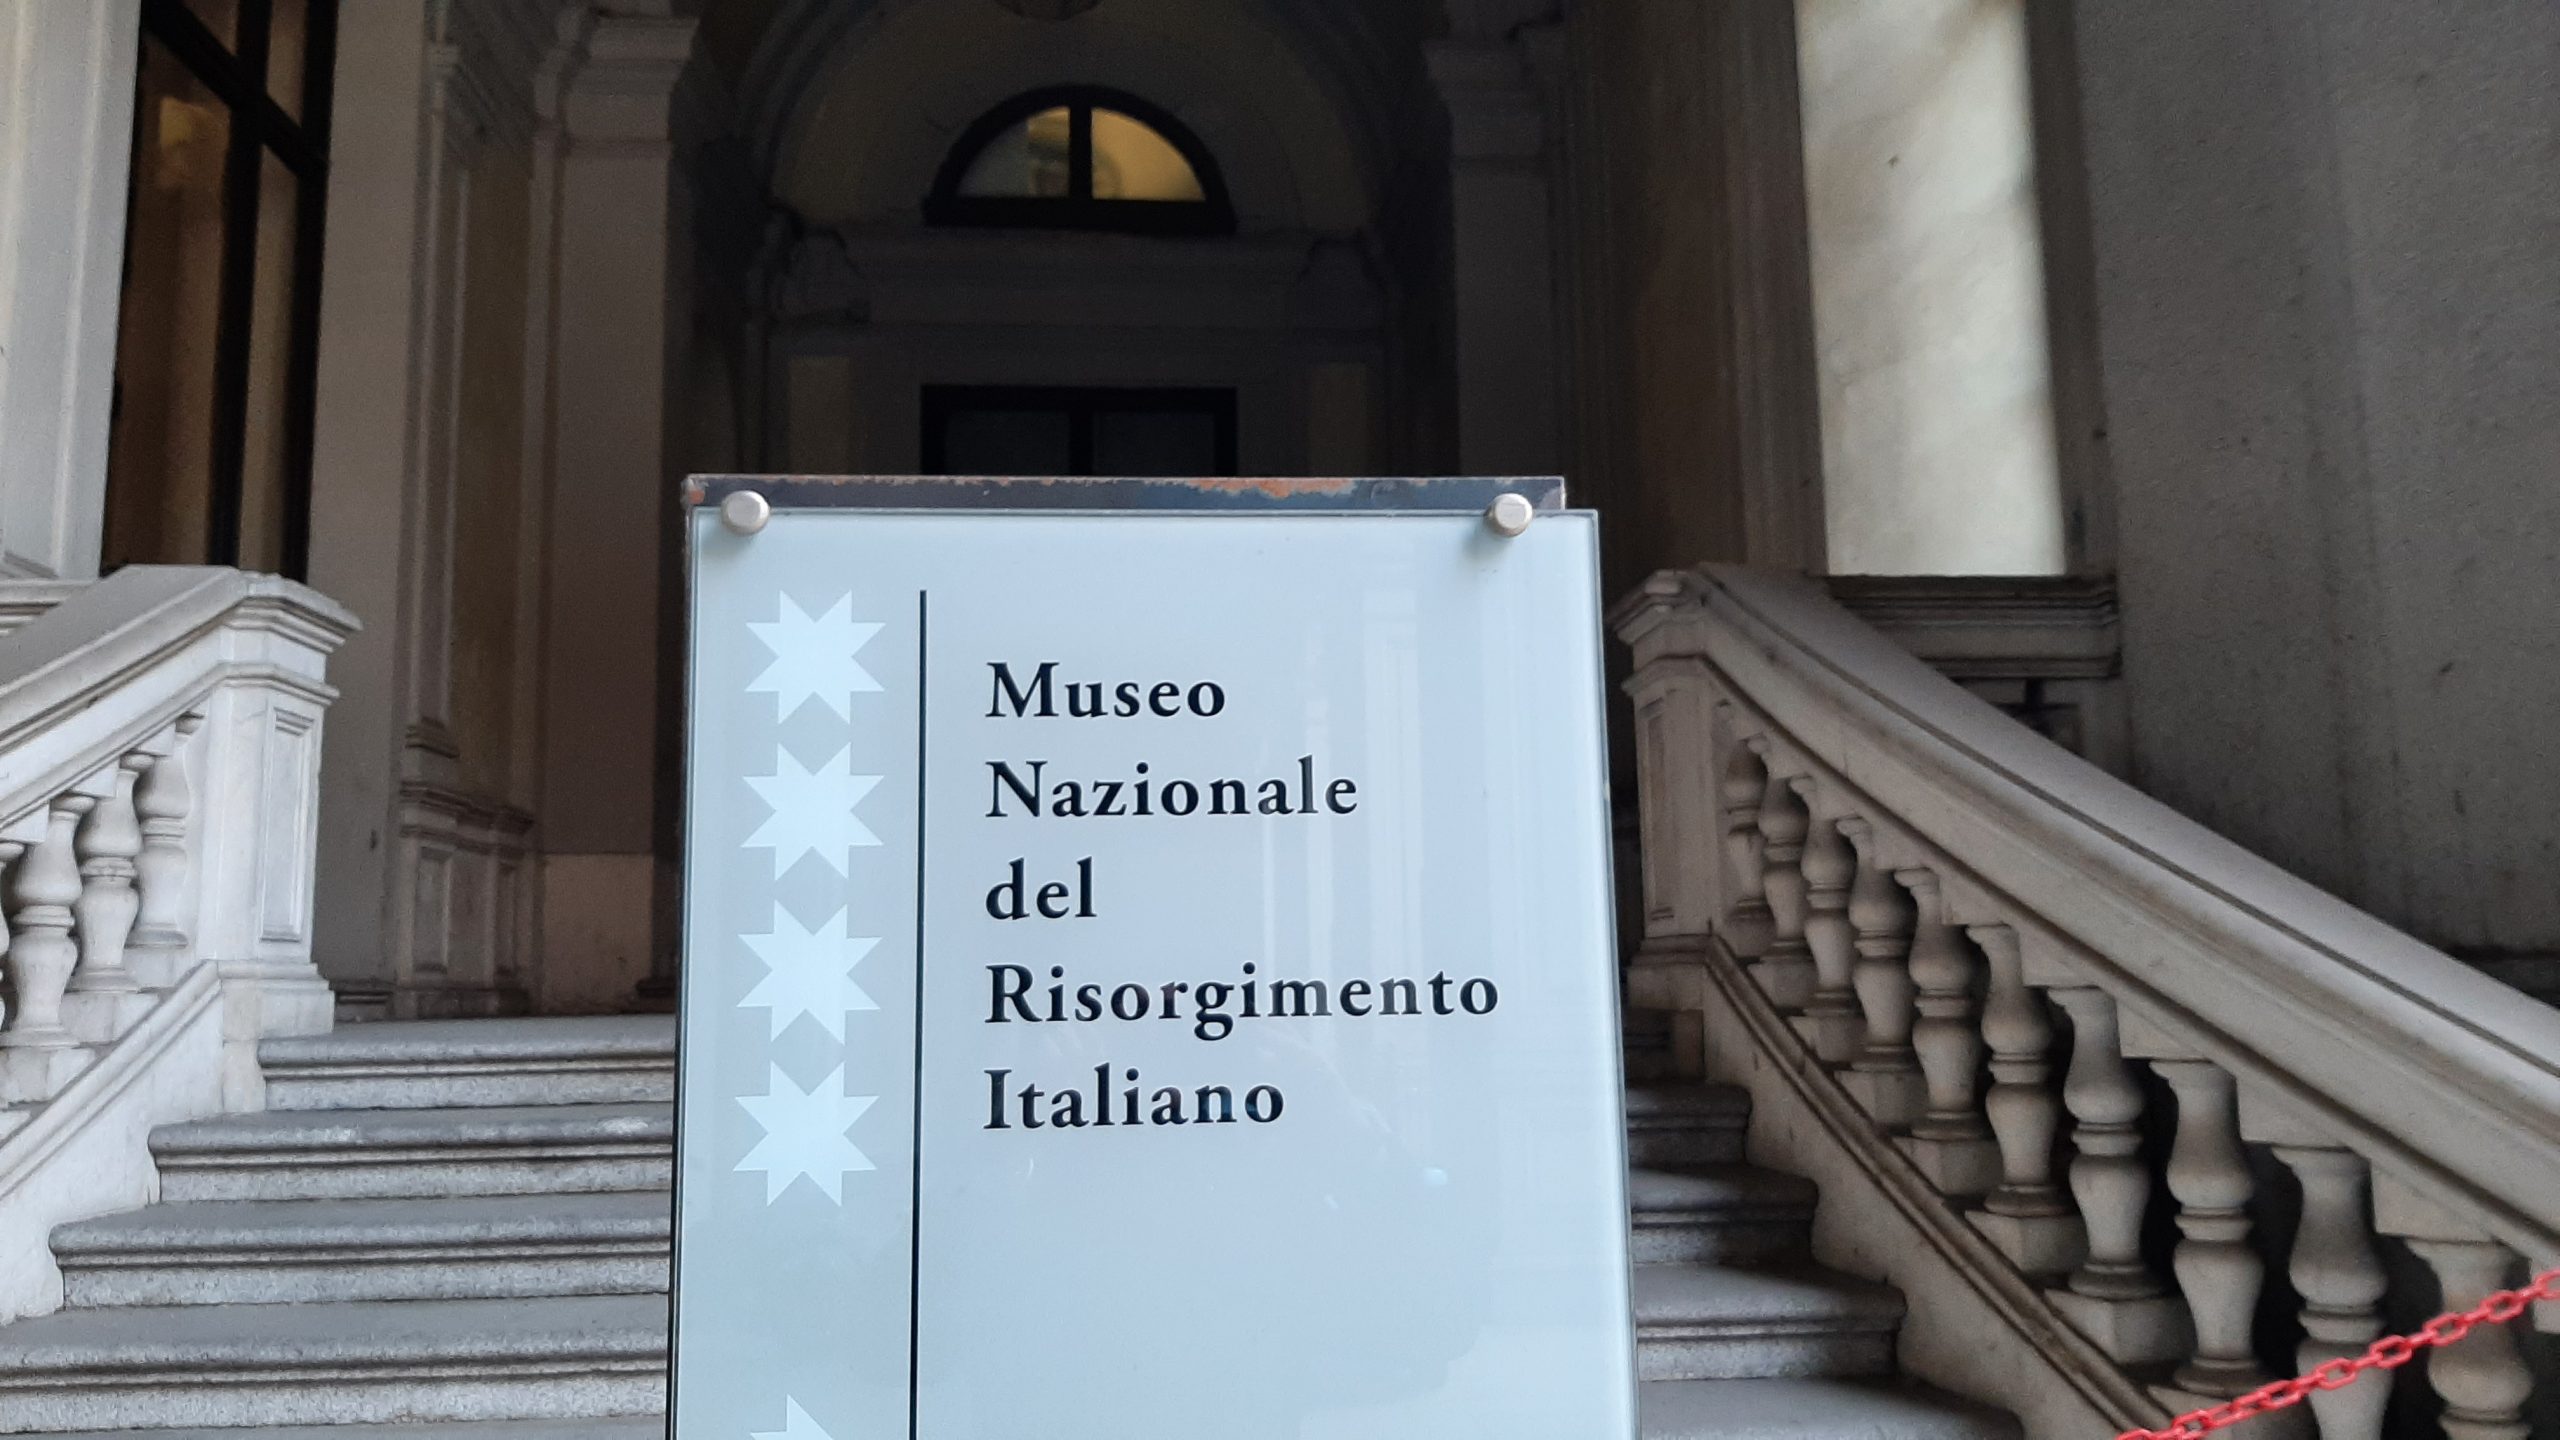 Museo
Nazionale
del
Risorgimento
Italiano